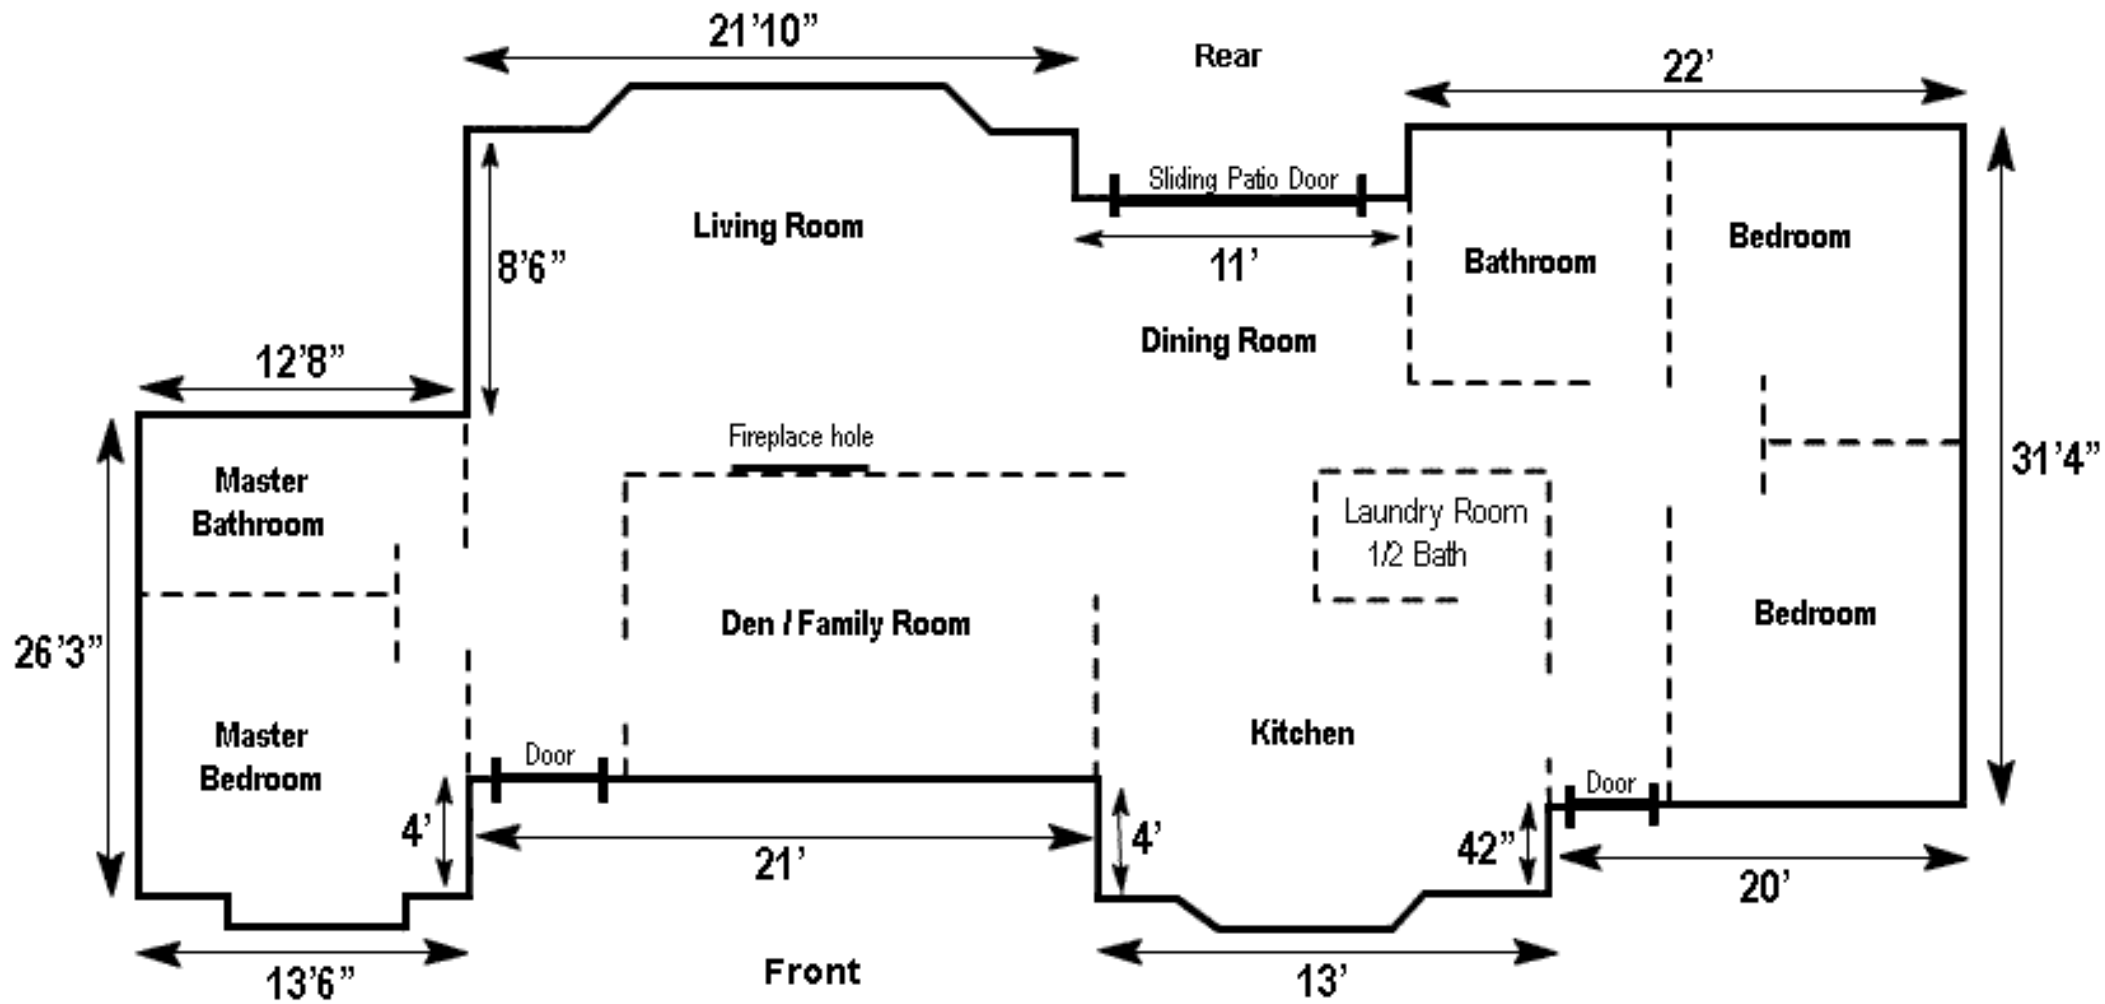 21'10”
Rear
22'
Sliding Patio Door
Living Room
Bedroom
8'6”
11'
Bathroom
12'8”
Dining Room
Fireplace hole
31'4”
Master
Bathroom
Laundry Room
1/2 Bath
26'3”
Den / Family Room
Bedroom
Master
Bedroom
Kitchen
Door
Door
4'
4'
42”
21'
20'
13'6”
Front
13'